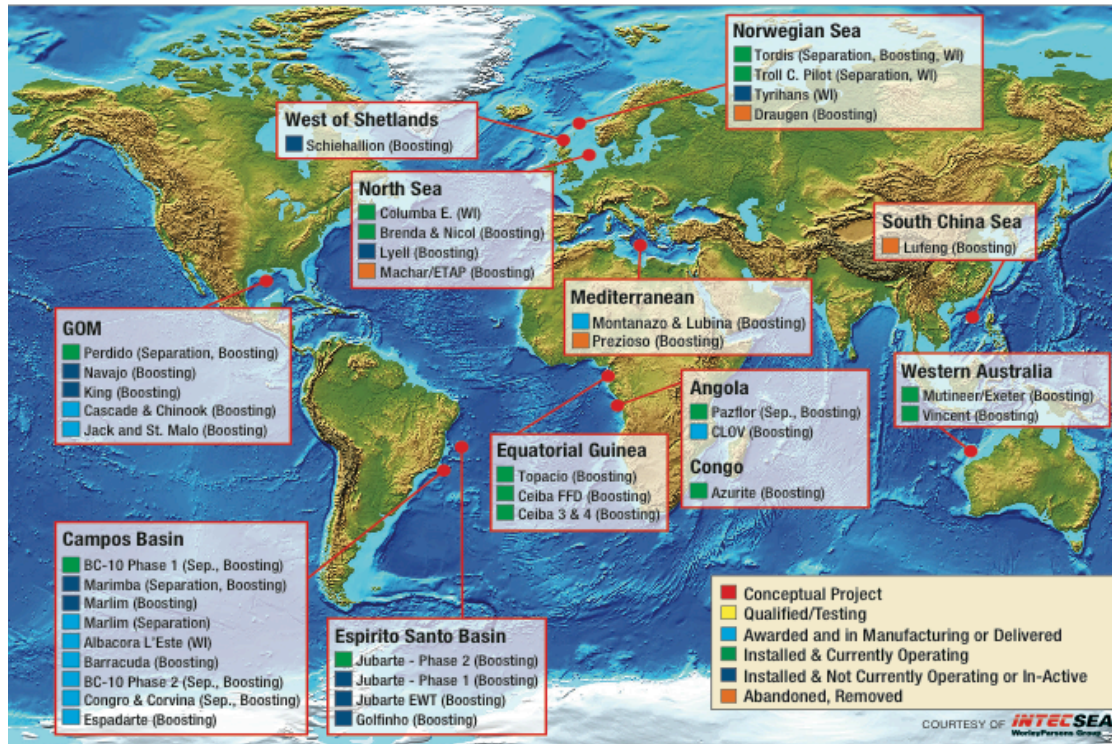 Norwegian Sea
Tordis (Separation, Boosting, WI)
Troll C. Pilot (Separation, WI)
Tyrihans (WI)
Draugen (Boosting)
West of Shetlands
Schiehallion (Boosting)
North Sea
Columba E. (WI)
Brenda & Nicol (Boosting)
Lyell (Boosting)
Machar/ETAP (Boosting)
South China Sea
Lufeng (Boosting)
Mediterranean
Montanazo & Lubina (Boosting)
Prezioso (Boosting)
GOM
Perdido (Separation, Boosting)
Navajo (Boosting)
King (Boosting)
Cascade & Chinook (Boosting)
Jack and St. Malo (Boosting)
Western Australia
Mutineer/Exeter (Boosting)
Vincent (Boosting)
Angola
Pazflor (Sep., Boosting)
CLOV (Boosting)
Congo
Azurite (Boosting)
Equatorial Guinea
Topacio (Boosting)
Ceiba FFD (Boosting)
Ceiba 3 & 4 (Boosting)
Campos Basin
BC-10 Phase 1 (Sep., Boosting)
Marimba (Separation, Boosting)
Marlim (Boosting)
Marlim (Separation)
Albacora L'Este (WI)
Barracuda (Boosting)
BC-10 Phase 2 (Sep., Boosting)
Congro & Corvina (Sep., Boosting)
Espadarte (Boosting)
Espirito Santo Basin
Jubarte - Phase 2 (Boosting)
Jubarte - Phase 1 (Boosting)
Jubarte EWT (Boosting)
Golfinho (Boosting)
Conceptual Project
Qualified/Testing
Awarded and in Manufacturing or Delivered
Installed & Currently Operating
Installed & Not Currently Operating or In-Active
Abandoned, Removed
COURTESY OF INTECSEA
WorleyParsons Group